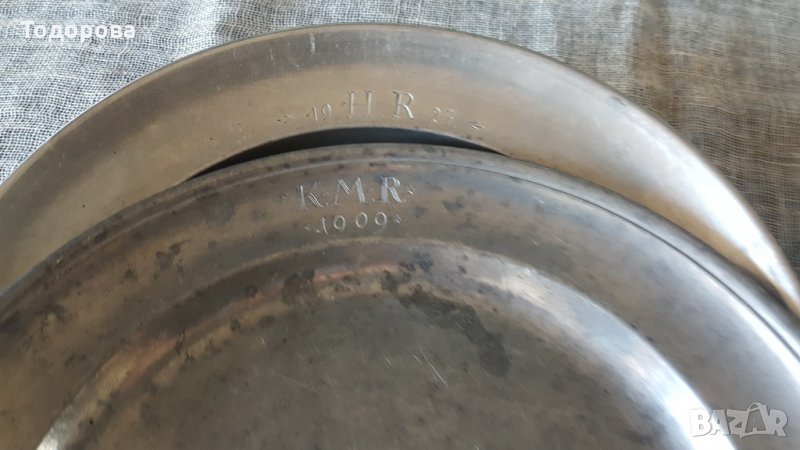 Тодорова
19 H.R 27
K.M.R.
1909
BAZAR